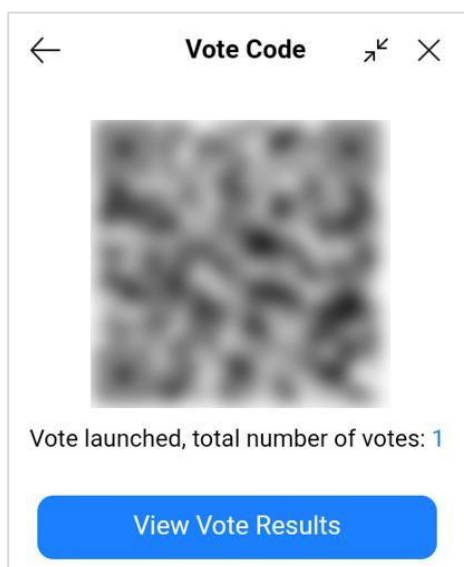 Vote Code
Vote launched, total number of votes: 1
View Vote Results